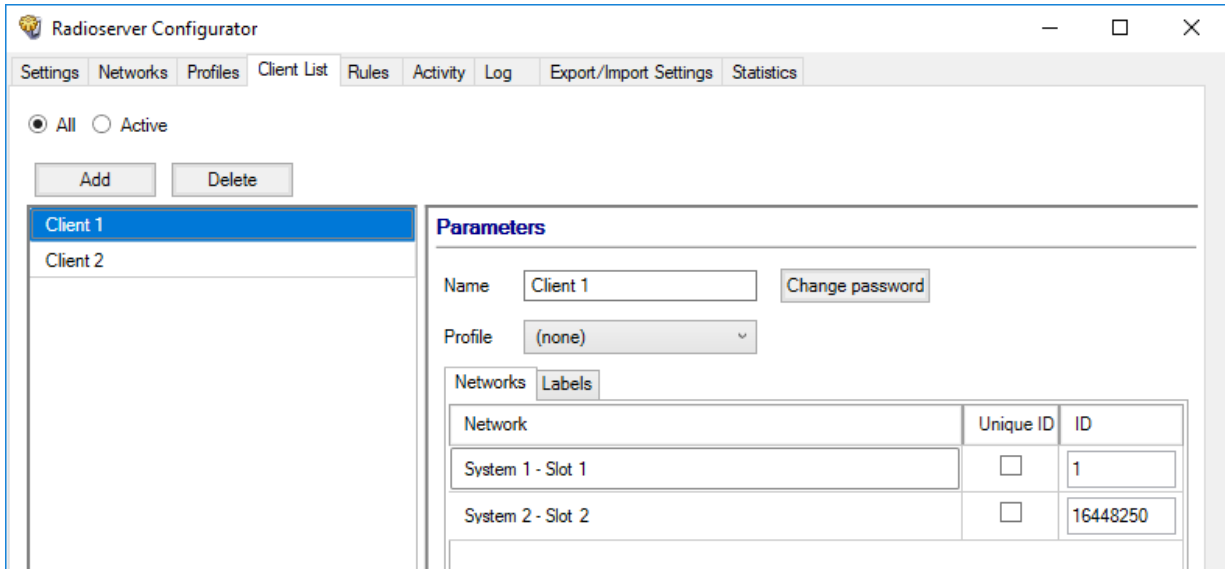 Radioserver Configurator
Settings Networks Profiles Client List Rules Activity Log Export/Import Settings Statistics
All Active
Add Delete
Client 1
Client 2
Parameters
Name Client 1 Change password
Profile (none)
Networks Labels
Network Unique ID ID
System 1 - Slot 1 1
System 2 - Slot 2 16448250